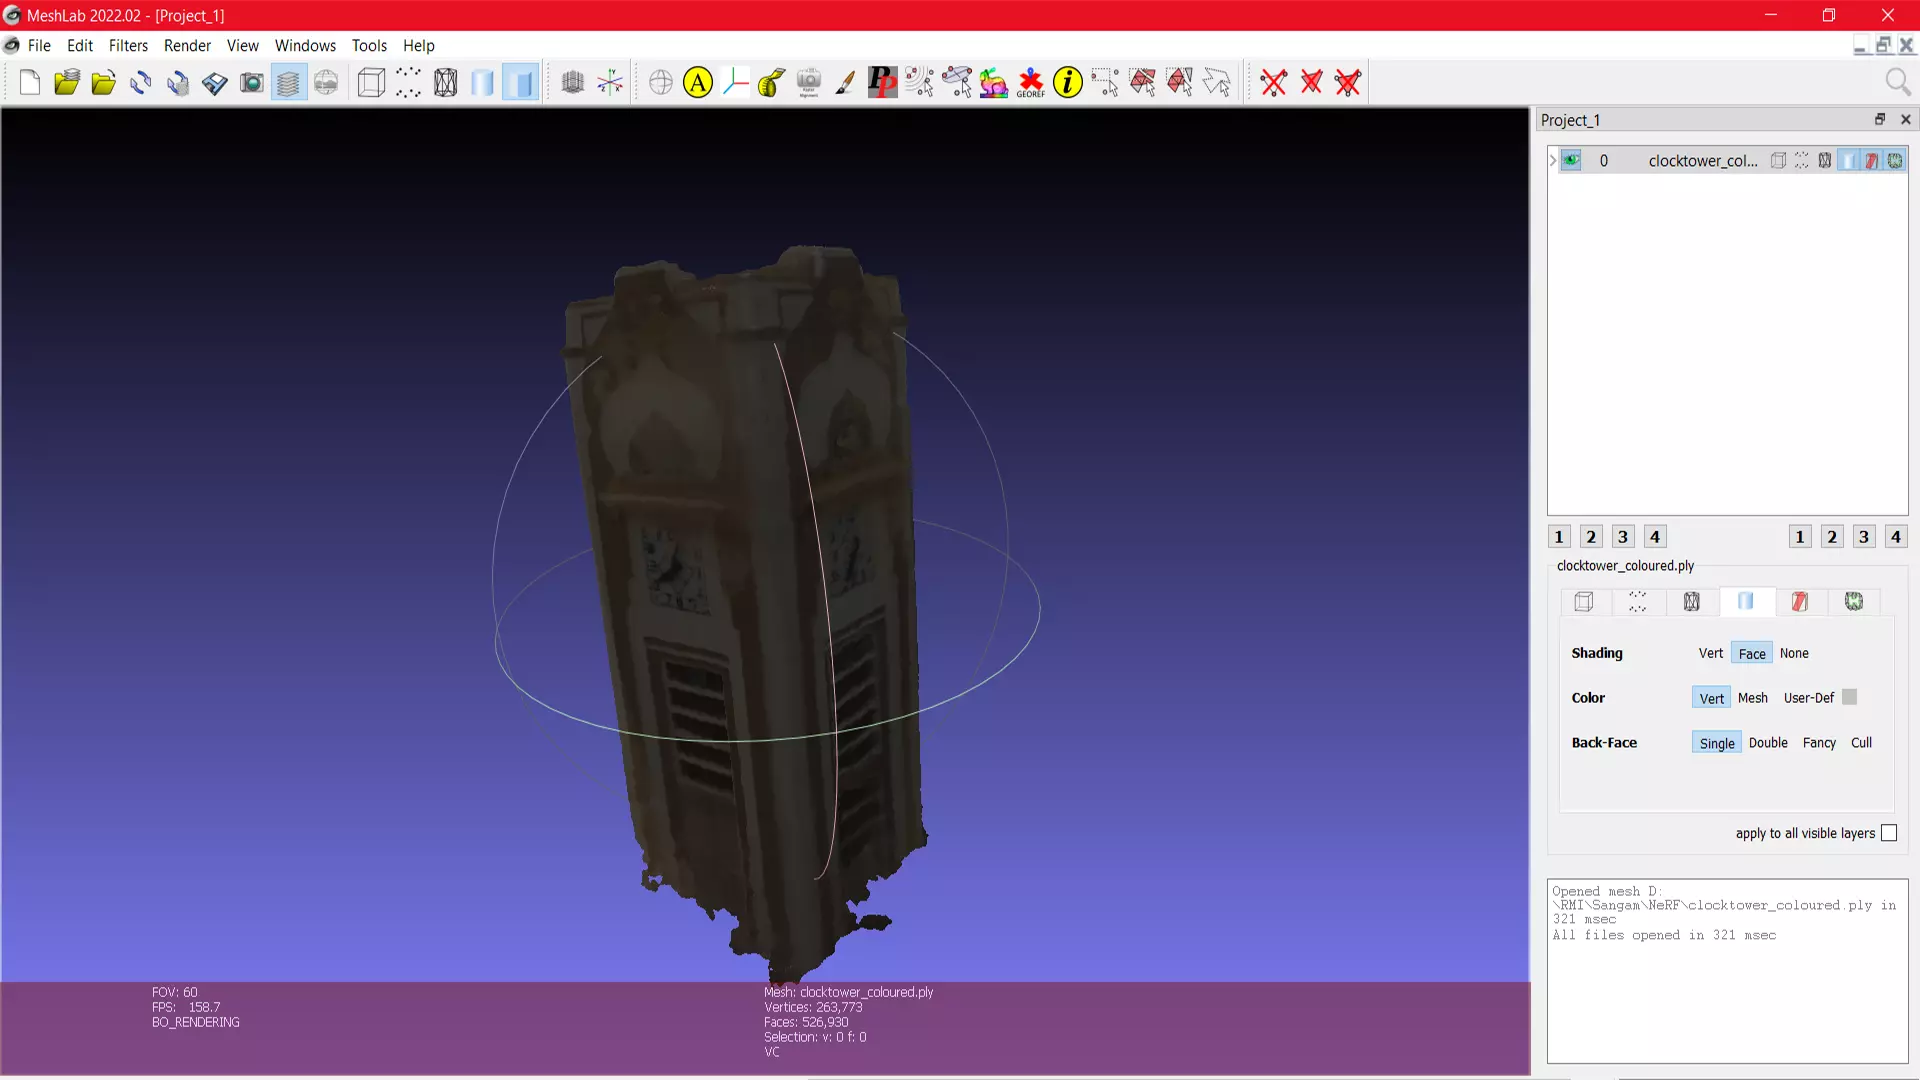 MeshLab 2022.02 - [Project_1]
File Edit Filters Render View Windows Tools Help
A
PP
GEOREF
i
Project_1
0 clocktower_col...
1 2 3 4 1 2 3 4
clocktower_coloured.ply
Shading Vert Face None
Color Vert Mesh User-Def
Back-Face Single Double Fancy Cull
apply to all visible layers
Opened mesh D:
\RMI\Sangam\NeRF\clocktower_coloured.ply in
321 msec
All files opened in 321 msec
FOV: 60
FPS: 158.7
BO_RENDERING
Mesh: clocktower_coloured.ply
Vertices: 263,773
Faces: 526,930
Selection: v: 0 f: 0
VC